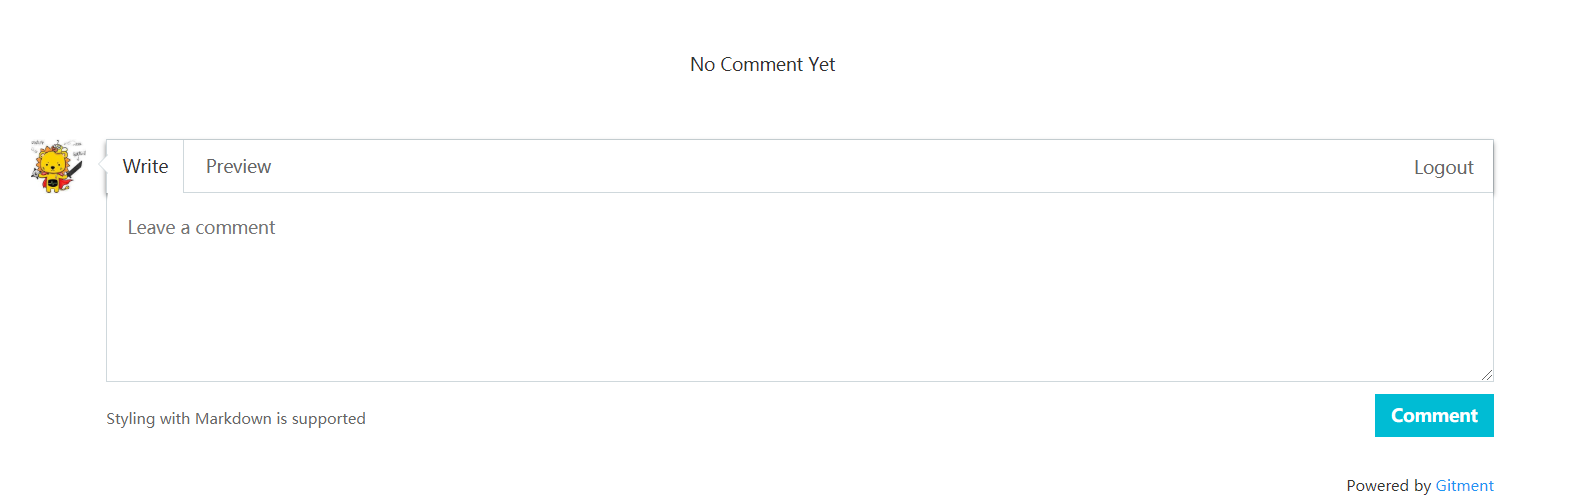 No Comment Yet
Write Preview Logout
Leave a comment
Styling with Markdown is supported
Comment
Powered by Gitment